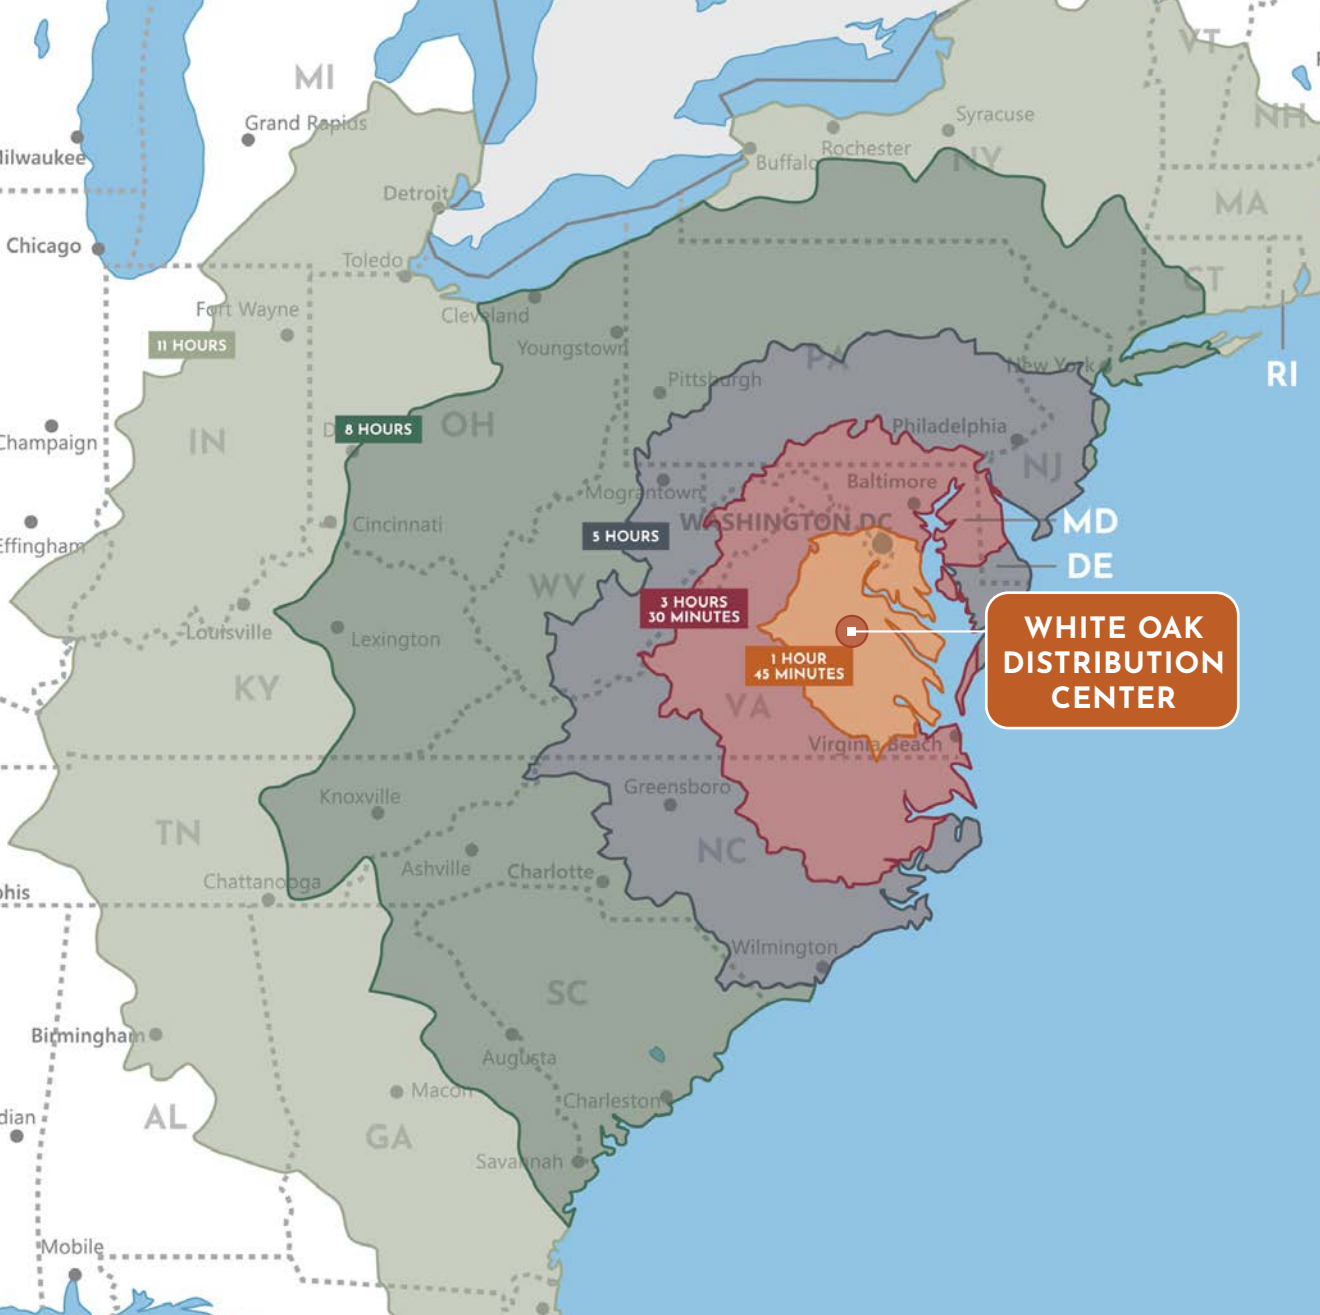 VT
MI
NH
Syracuse
Grand Rapids
Rochester
NY
Buffalo
ilwaukee
Detroit
MA
Chicago
Toledo
CT
Fort Wayne
Cleveland
11 HOURS
Youngstown
PA
New York
RI
Pittsburgh
D
8 HOURS
OH
Philadelphia
Champaign
IN
NJ
Baltimore
Mograntown
WASHINGTON DC
MD
Cincinnati
5 HOURS
Effingham
DE
WV
3 HOURS
30 MINUTES
Louisville
Lexington
WHITE OAK
DISTRIBUTION
CENTER
1 HOUR
45 MINUTES
KY
VA
Virginia Beach
Greensboro
Knoxville
TN
NC
Ashville
Charlotte
Chattanooga
phis
Wilmington
SC
Birmingham
Augusta
Macon
Charleston
dian
AL
GA
Savannah
Mobile